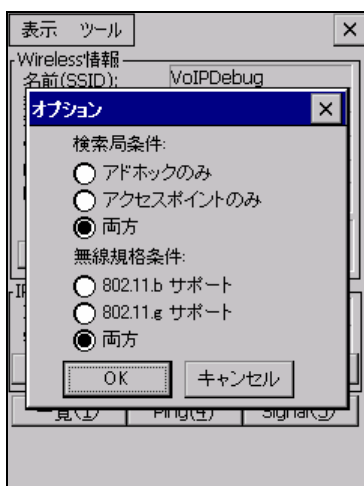 表示 ツール
Wireless情報
名前(SSID): VoIPDebug
オプション
検索局条件:
アドホックのみ
アクセスポイントのみ
両方
無線規格条件:
802.11.b サポート
802.11.g サポート
両方
OK キャンセル
一覧(1) Ping(4) Signal(5)